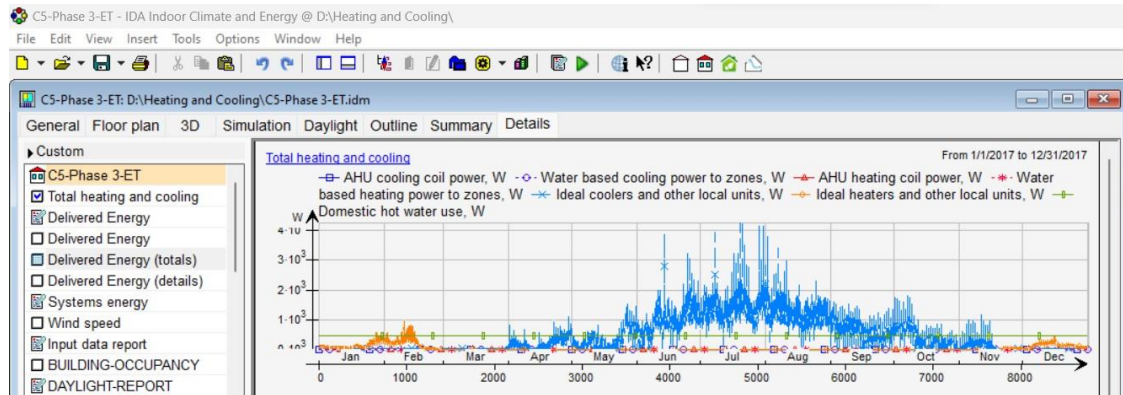 C5-Phase 3-ET - IDA Indoor Climate and Energy @ D:\Heating and Cooling\
File Edit View Insert Tools Options Window Help
C5-Phase 3-ET: D:\Heating and Cooling\C5-Phase 3-ET.idm
General Floor plan 3D Simulation Daylight Outline Summary Details
Custom
C5-Phase 3-ET
Total heating and cooling
Delivered Energy
Delivered Energy
Delivered Energy (totals)
Delivered Energy (details)
Systems energy
Wind speed
Input data report
BUILDING-OCCUPANCY
DAYLIGHT-REPORT
Total heating and cooling
From 1/1/2017 to 12/31/2017
AHU cooling coil power, W Water based cooling power to zones, W AHU heating coil power, W Water
based heating power to zones, W Ideal coolers and other local units, W Ideal heaters and other local units, W
Domestic hot water use, W
W
4·10
3·10³
2·10³
1·10³
0·10³
Jan Feb Mar Apr May Jun Jul Aug Sep Oct Nov Dec
0 1000 2000 3000 4000 5000 6000 7000 8000